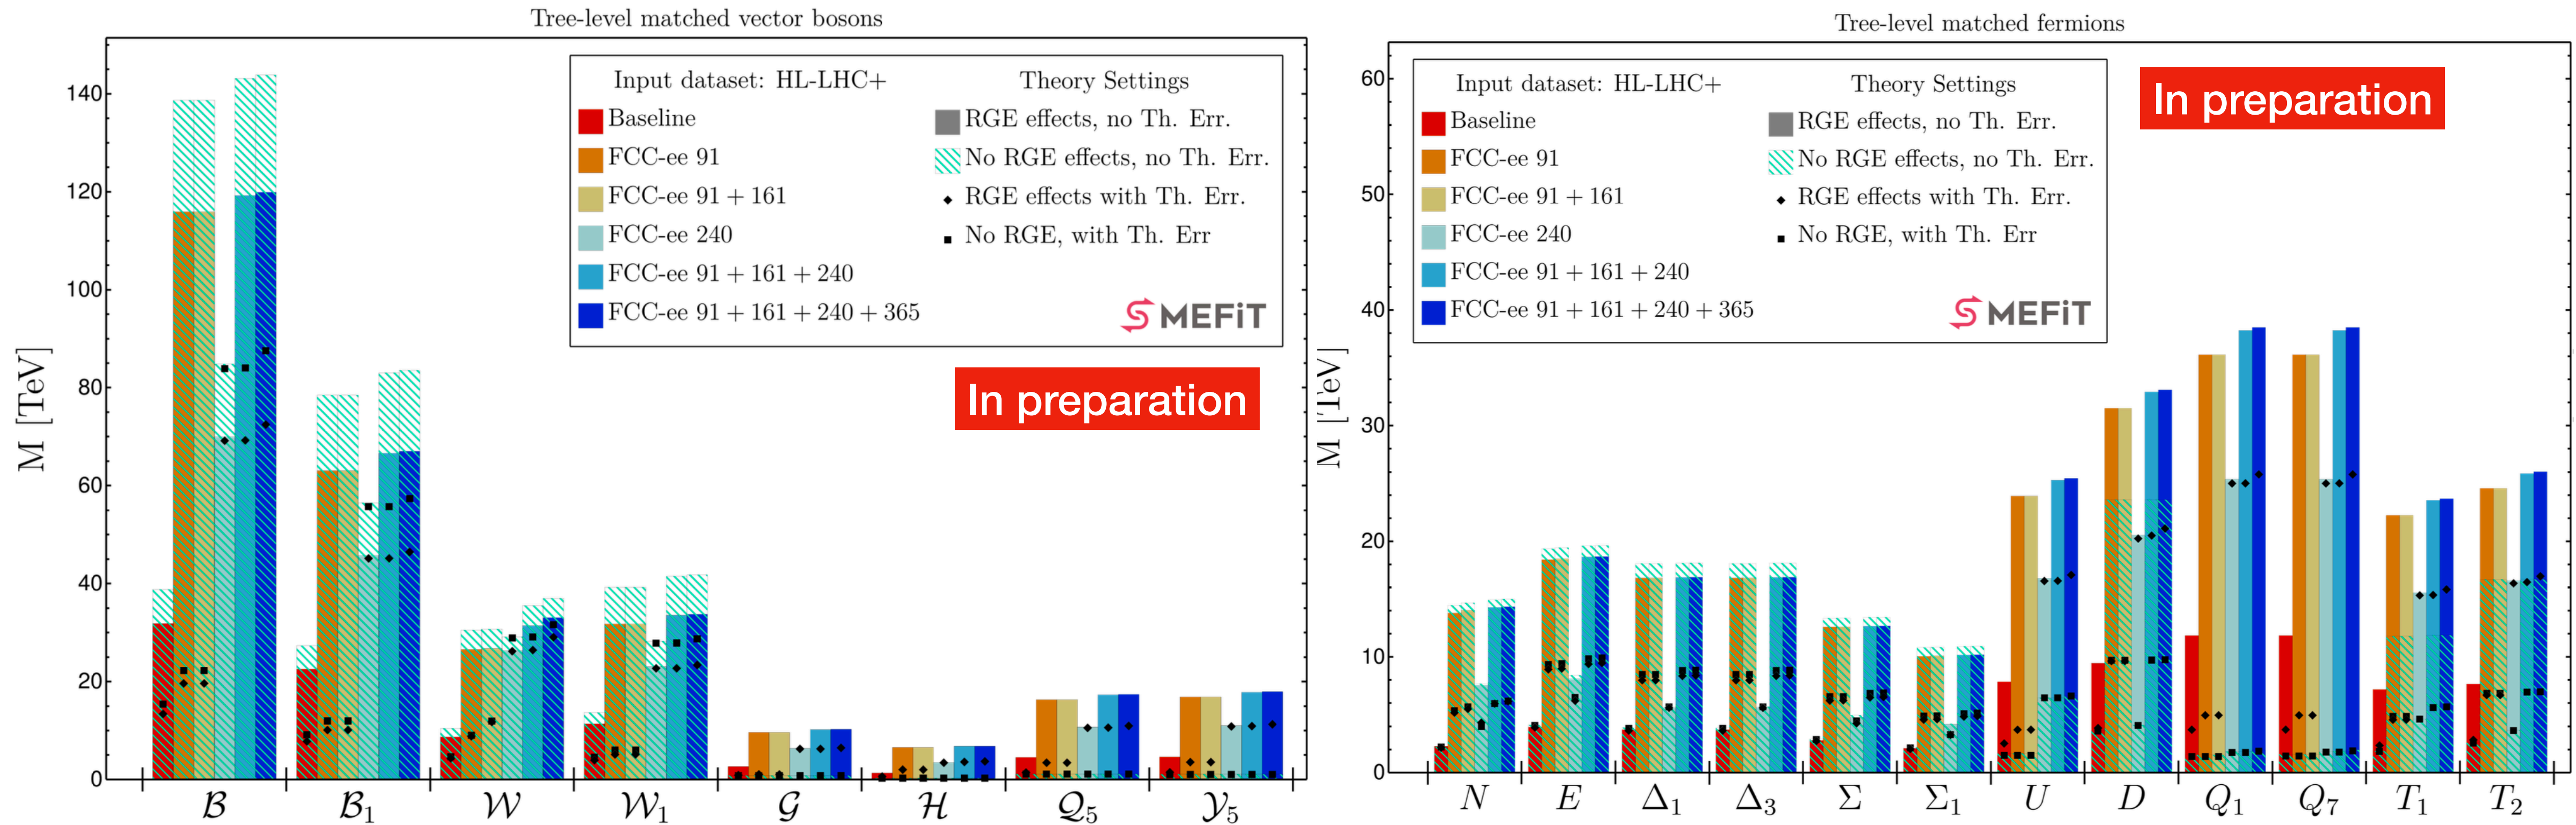 Tree-level matched vector bosons
M [TeV]
140
120
100
80
60
40
20
0
Input dataset: HL-LHC+
Baseline
FCC-ee 91
FCC-ee 91 + 161
FCC-ee 240
FCC-ee 91 + 161 + 240
FCC-ee 91 + 161 + 240 + 365
Theory Settings
RGE effects, no Th. Err.
No RGE effects, no Th. Err.
RGE effects with Th. Err.
No RGE, with Th. Err
SMEFiT
In preparation
ℬ ℬ₁ 𝒲 𝒲₁ 𝒢 ℋ 𝒬₅ 𝒴₅
Tree-level matched fermions
M [TeV]
60
50
40
30
20
10
0
Input dataset: HL-LHC+
Baseline
FCC-ee 91
FCC-ee 91 + 161
FCC-ee 240
FCC-ee 91 + 161 + 240
FCC-ee 91 + 161 + 240 + 365
Theory Settings
RGE effects, no Th. Err.
No RGE effects, no Th. Err.
RGE effects with Th. Err.
No RGE, with Th. Err
SMEFiT
In preparation
N E Δ₁ Δ₃ Σ Σ₁ U D Q₁ Q₇ T₁ T₂